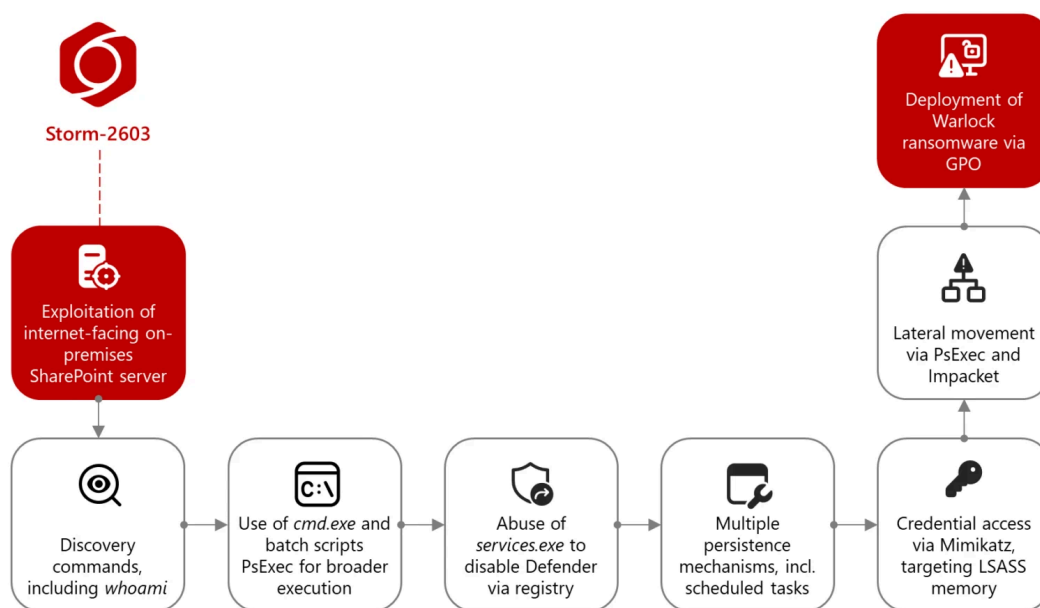 Storm-2603
Exploitation of
internet-facing on-
premises
SharePoint server
Discovery
commands,
including whoami
C:\
Use of cmd.exe and
batch scripts
PsExec for broader
execution
Abuse of
services.exe to
disable Defender
via registry
Multiple
persistence
mechanisms, incl.
scheduled tasks
Credential access
via Mimikatz,
targeting LSASS
memory
Lateral movement
via PsExec and
Impacket
Deployment of
Warlock
ransomware via
GPO